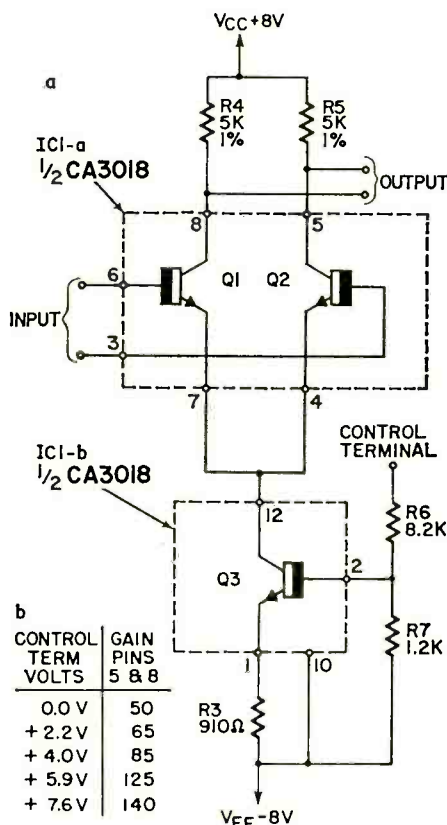 VCC+8V
a
R4
5K
1%
R5
5K
1%
IC1-a
1/2 CA3018
OUTPUT
8
5
6
Q1
Q2
INPUT
3
7
4
IC1-b
1/2 CA3018
CONTROL
TERMINAL
12
R6
8.2K
Q3
2
b
CONTROL TERM VOLTS
GAIN PINS 5 & 8
0.0 V 50
+ 2.2 V 65
+ 4.0 V 85
+ 5.9 V 125
+ 7.6 V 140
R7
1.2K
1
10
R3
910Ω
VEE-8V